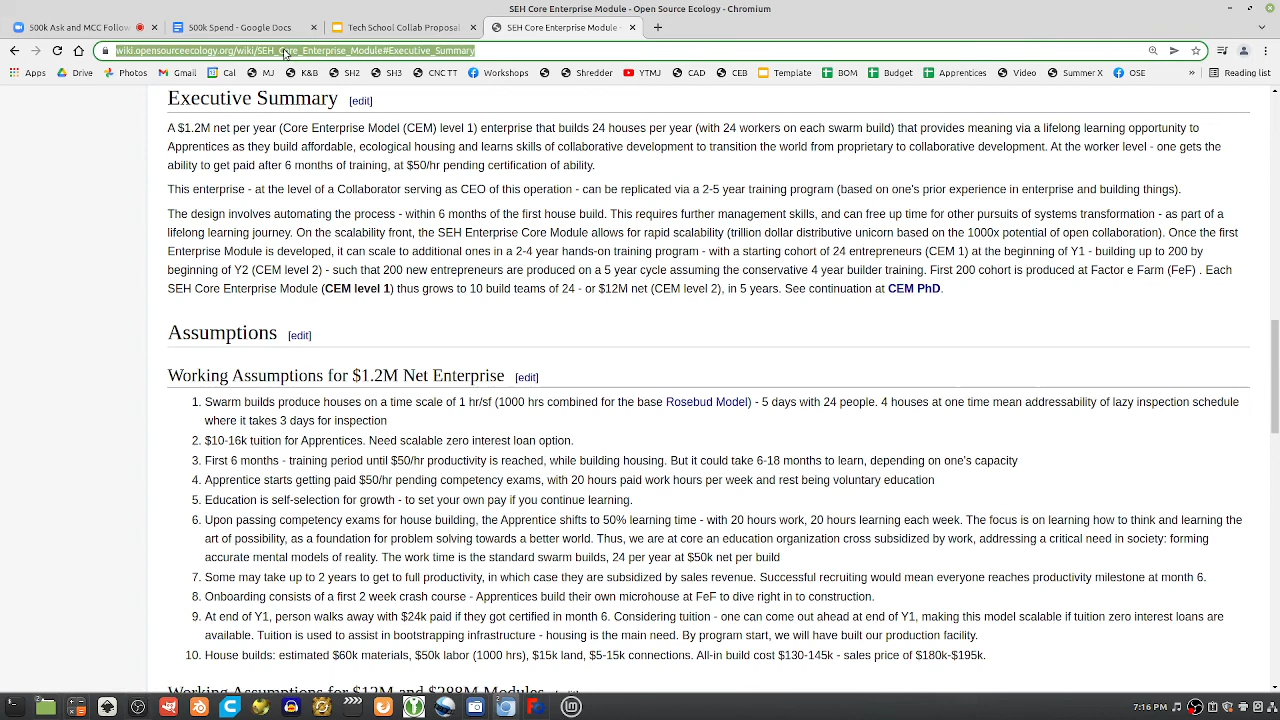 SEH Core Enterprise Module - Open Source Ecology - Chromium
500k Ask and MCC Follow
500k Spend - Google Docs
Tech School Collab Proposal
SEH Core Enterprise Module -
wiki.opensourceecology.org/wiki/SEH_Core_Enterprise_Module#Executive_Summary
Apps Drive Photos Gmail Cal MJ K&B SH2 SH3 CNC TT Workshops Shredder YTMJ CAD CEB Template BOM Budget Apprentices Video Summer X OSE » Reading list
Executive Summary [edit]
A $1.2M net per year (Core Enterprise Model (CEM) level 1) enterprise that builds 24 houses per year (with 24 workers on each swarm build) that provides meaning via a lifelong learning opportunity to
Apprentices as they build affordable, ecological housing and learns skills of collaborative development to transition the world from proprietary to collaborative development. At the worker level - one gets the
ability to get paid after 6 months of training, at $50/hr pending certification of ability.
This enterprise - at the level of a Collaborator serving as CEO of this operation - can be replicated via a 2-5 year training program (based on one's prior experience in enterprise and building things).
The design involves automating the process - within 6 months of the first house build. This requires further management skills, and can free up time for other pursuits of systems transformation - as part of a
lifelong learning journey. On the scalability front, the SEH Enterprise Core Module allows for rapid scalability (trillion dollar distributive unicorn based on the 1000x potential of open collaboration). Once the first
Enterprise Module is developed, it can scale to additional ones in a 2-4 year hands-on training program - with a starting cohort of 24 entrepreneurs (CEM 1) at the beginning of Y1 - building up to 200 by
beginning of Y2 (CEM level 2) - such that 200 new entrepreneurs are produced on a 5 year cycle assuming the conservative 4 year builder training. First 200 cohort is produced at Factor e Farm (FeF) . Each
SEH Core Enterprise Module (CEM level 1) thus grows to 10 build teams of 24 - or $12M net (CEM level 2), in 5 years. See continuation at CEM PhD.
Assumptions [edit]
Working Assumptions for $1.2M Net Enterprise [edit]
1. Swarm builds produce houses on a time scale of 1 hr/sf (1000 hrs combined for the base Rosebud Model) - 5 days with 24 people. 4 houses at one time mean addressability of lazy inspection schedule
where it takes 3 days for inspection
2. $10-16k tuition for Apprentices. Need scalable zero interest loan option.
3. First 6 months - training period until $50/hr productivity is reached, while building housing. But it could take 6-18 months to learn, depending on one's capacity
4. Apprentice starts getting paid $50/hr pending competency exams, with 20 hours paid work hours per week and rest being voluntary education
5. Education is self-selection for growth - to set your own pay if you continue learning.
6. Upon passing competency exams for house building, the Apprentice shifts to 50% learning time - with 20 hours work, 20 hours learning each week. The focus is on learning how to think and learning the
art of possibility, as a foundation for problem solving towards a better world. Thus, we are at core an education organization cross subsidized by work, addressing a critical need in society: forming
accurate mental models of reality. The work time is the standard swarm builds, 24 per year at $50k net per build
7. Some may take up to 2 years to get to full productivity, in which case they are subsidized by sales revenue. Successful recruiting would mean everyone reaches productivity milestone at month 6.
8. Onboarding consists of a first 2 week crash course - Apprentices build their own microhouse at FeF to dive right in to construction.
9. At end of Y1, person walks away with $24k paid if they got certified in month 6. Considering tuition - one can come out ahead at end of Y1, making this model scalable if tuition zero interest loans are
available. Tuition is used to assist in bootstrapping infrastructure - housing is the main need. By program start, we will have built our production facility.
10. House builds: estimated $60k materials, $50k labor (1000 hrs), $15k land, $5-15k connections. All-in build cost $130-145k - sales price of $180k-$195k.
Working Assumptions for $12M and $288M Modules [edit]
7:16 PM